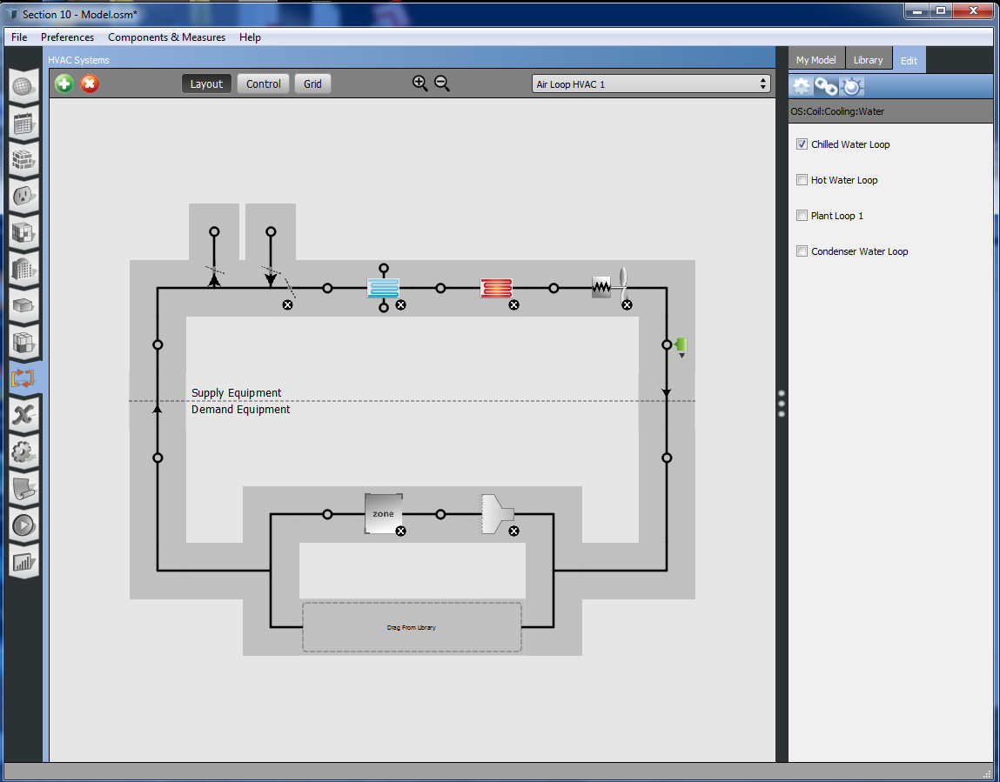 Section 10 - Model.osm*
File Preferences Components & Measures Help
HVAC Systems
My Model Library Edit
Layout Control Grid Air Loop HVAC 1
OS:Coil:Cooling:Water
Chilled Water Loop
Hot Water Loop
Plant Loop 1
Condenser Water Loop
Supply Equipment
Demand Equipment
zone
Drag From Library